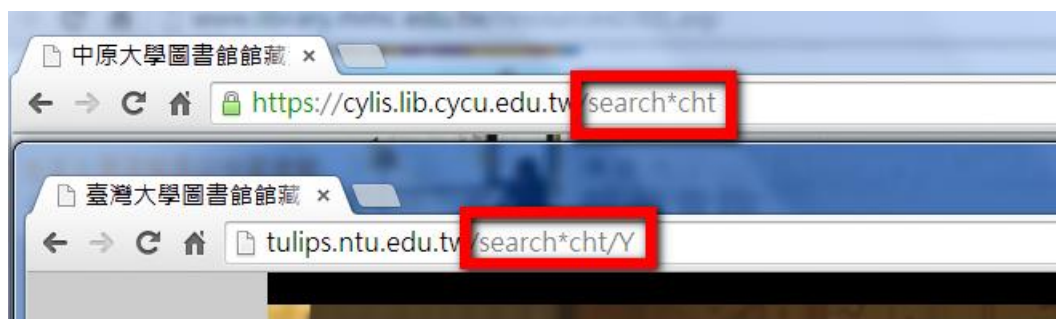 中原大學圖書館館藏 ×
https://cylis.lib.cycu.edu.tw/search*cht
臺灣大學圖書館館藏 ×
tulips.ntu.edu.tw/search*cht/Y